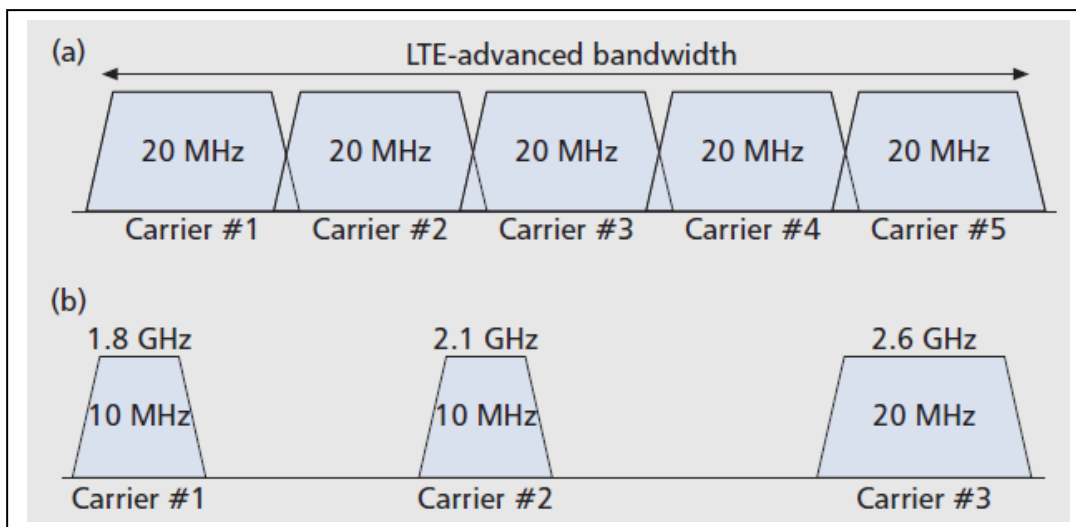 (a)
LTE-advanced bandwidth
20 MHz 20 MHz 20 MHz 20 MHz 20 MHz
Carrier #1 Carrier #2 Carrier #3 Carrier #4 Carrier #5
(b)
1.8 GHz 2.1 GHz 2.6 GHz
10 MHz 10 MHz 20 MHz
Carrier #1 Carrier #2 Carrier #3